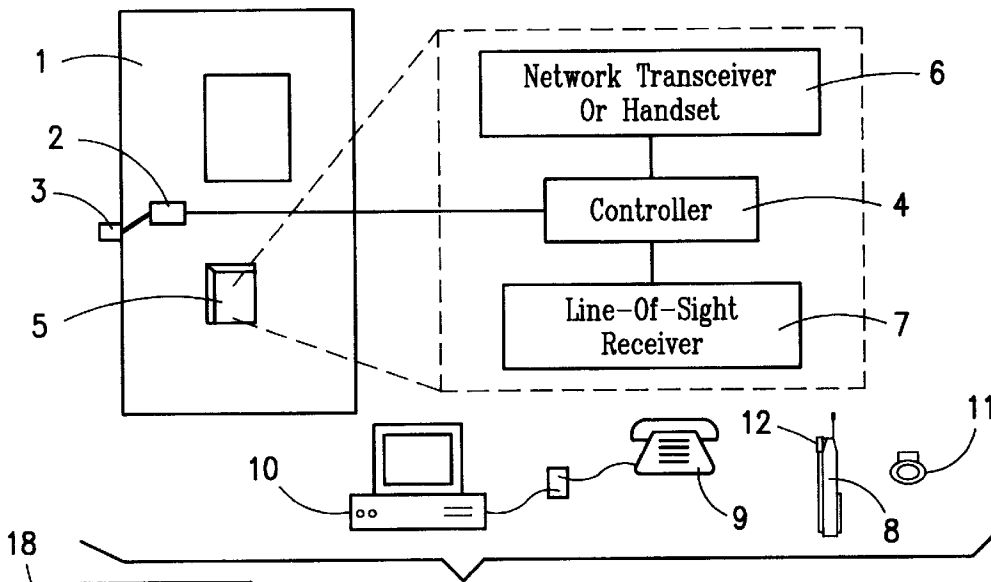 1
2
3
Network Transceiver
Or Handset
6
Controller
4
5
Line-Of-Sight
Receiver
7
10
9
12
8
11
18